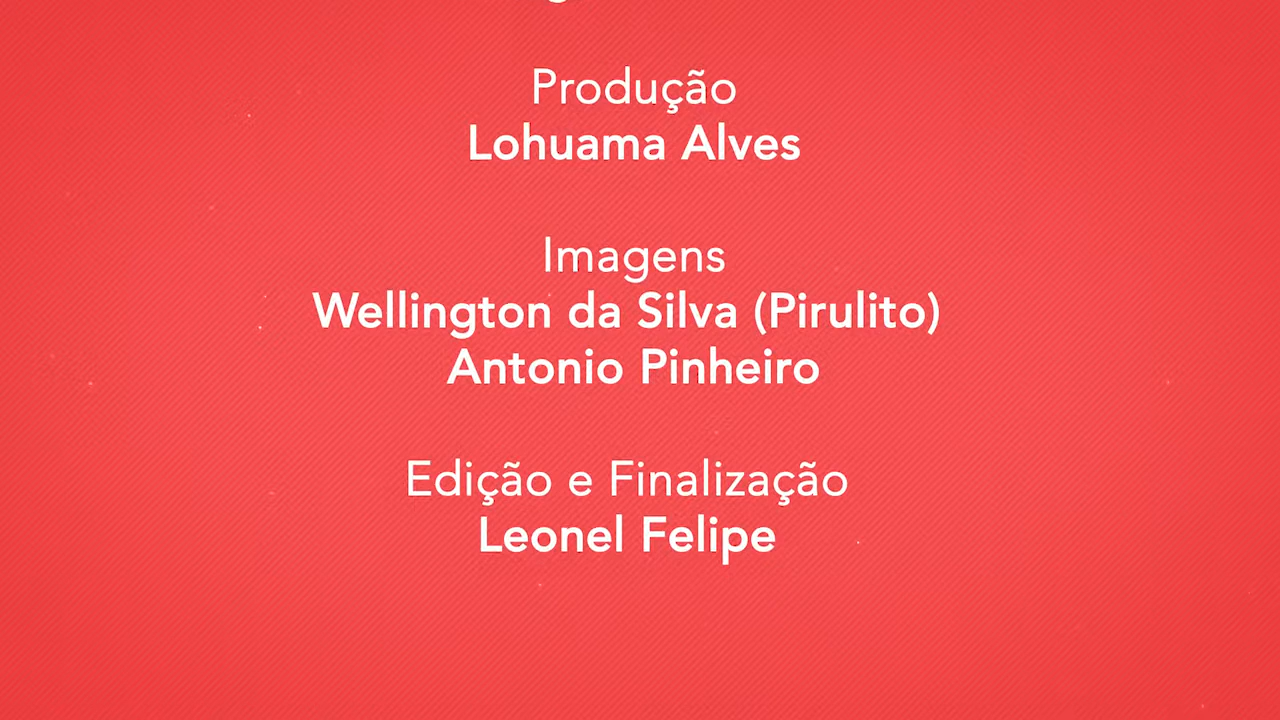 Produção
Lohuama Alves
Imagens
Wellington da Silva (Pirulito)
Antonio Pinheiro
Edição e Finalização
Leonel Felipe